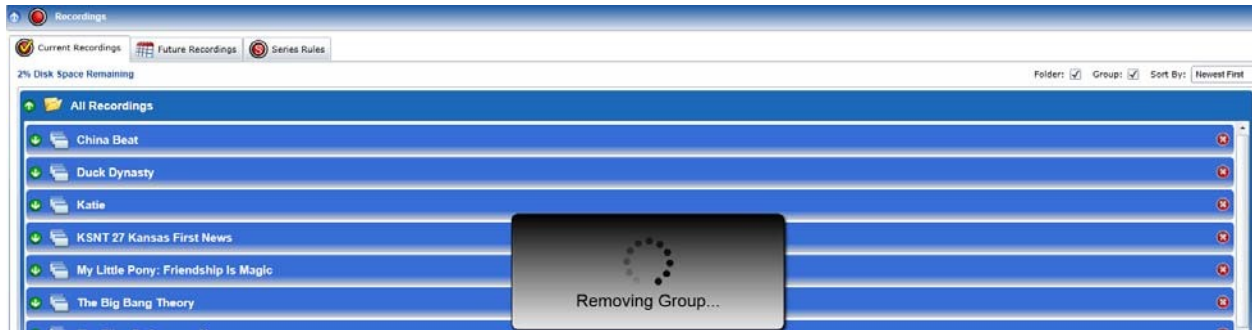 Recordings
Current Recordings Future Recordings Series Rules
2% Disk Space Remaining Folder: Group: Sort By: Newest First
All Recordings
China Beat
Duck Dynasty
Katie
KSNT 27 Kansas First News
My Little Pony: Friendship Is Magic
The Big Bang Theory
Removing Group...